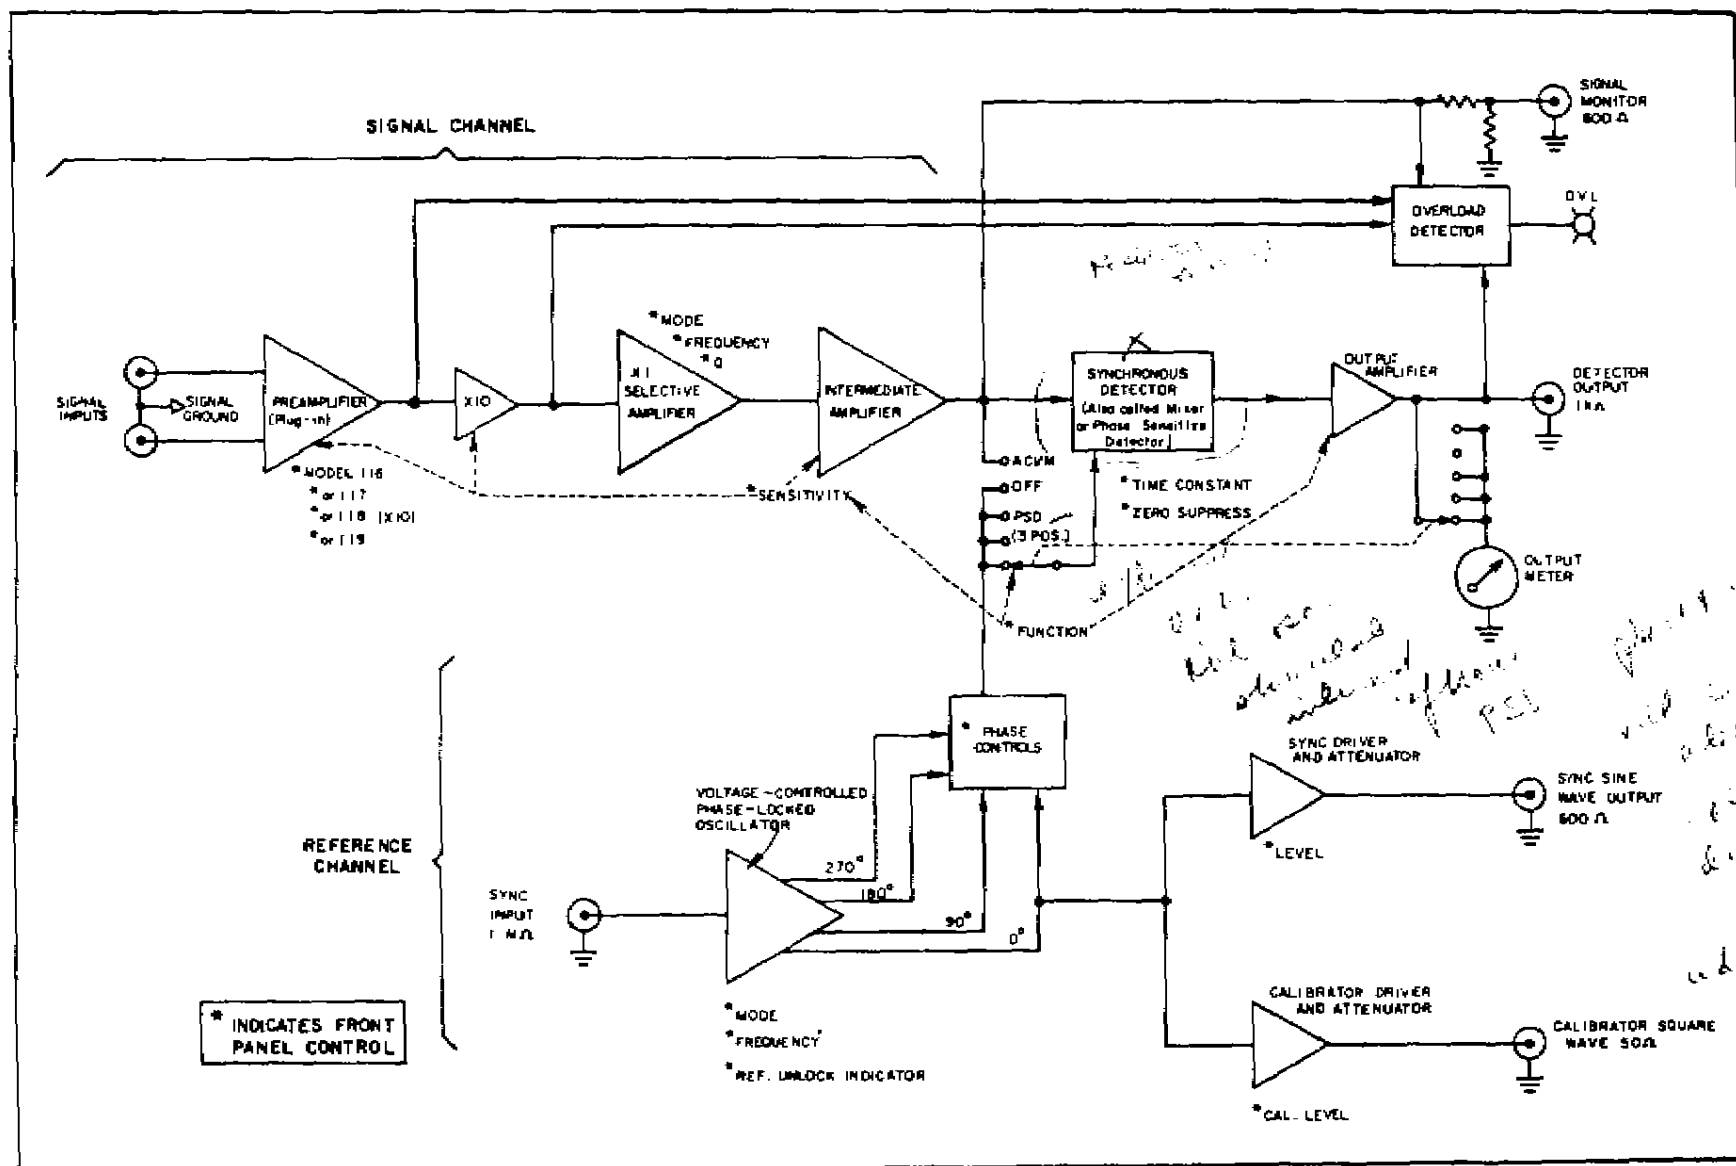 SIGNAL CHANNEL
SIGNAL
MONITOR
600 Ω
OVERLOAD
DETECTOR
OVL
* MODE
* FREQUENCY
* Q
SIGNAL
INPUTS
SIGNAL
GROUND
PREAMPLIFIER
(Plug-in)
X10
SELECTIVE
AMPLIFIER
INTERMEDIATE
AMPLIFIER
SYNCHRONOUS
DETECTOR
(Also called Mixer
or Phase Sensitive
Detector)
OUTPUT
AMPLIFIER
DETECTOR
OUTPUT
1 kΩ
* MODEL 116
* or 117
* or 118 (X10)
* or 119
* SENSITIVITY
ACVM
OFF
PSD
(3 POS.)
* TIME CONSTANT
* ZERO SUPPRESS
OUTPUT
METER
* FUNCTION
PSD
* PHASE
CONTROLS
REFERENCE
CHANNEL
VOLTAGE-CONTROLLED
PHASE-LOCKED
OSCILLATOR
270°
180°
90°
0°
SYNC
INPUT
1 MΩ
* MODE
* FREQUENCY
* REF. UNLOCK INDICATOR
SYNC DRIVER
AND ATTENUATOR
* LEVEL
SYNC SINE
WAVE OUTPUT
600 Ω
CALIBRATOR DRIVER
AND ATTENUATOR
* CAL. LEVEL
CALIBRATOR SQUARE
WAVE 50Ω
* INDICATES FRONT
PANEL CONTROL